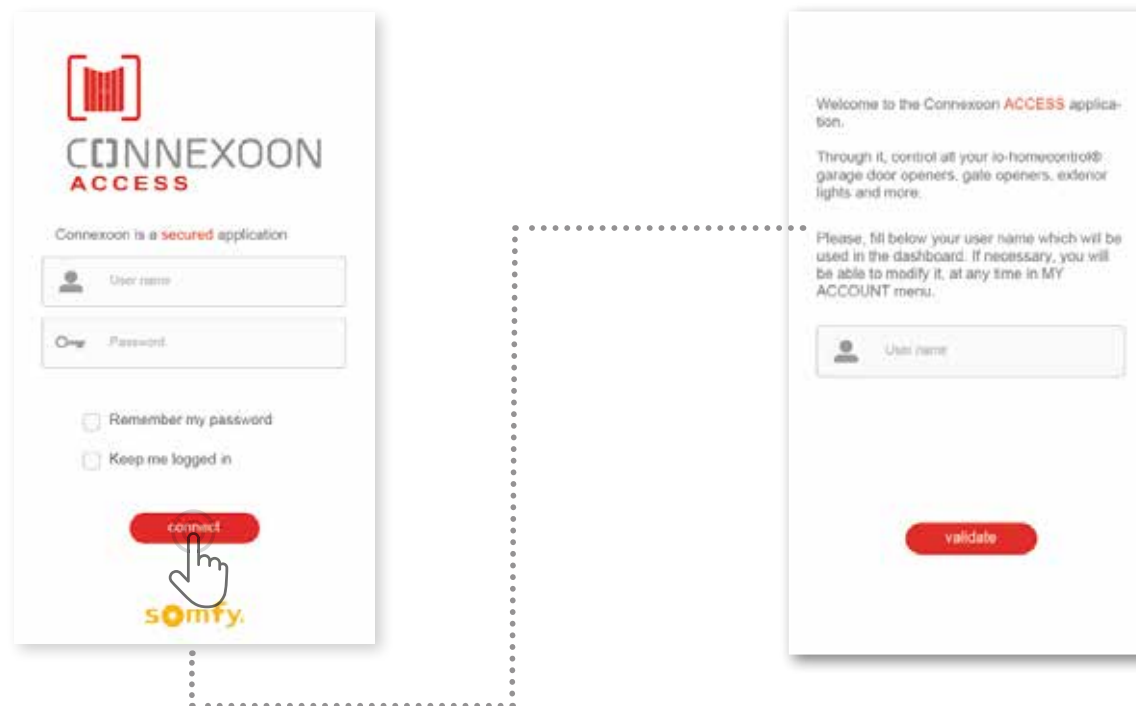 CONNEXOON
ACCESS
Connexoon is a secured application
User name
Password
Remember my password
Keep me logged in
connect
somfy.
Welcome to the Connexoon ACCESS applica-
tion.
Through it, control all your io-homecontrol®
garage door openers, gate openers, exterior
lights and more.
Please, fill below your user name which will be
used in the dashboard. If necessary, you will
be able to modify it, at any time in MY
ACCOUNT menu.
User name
validate